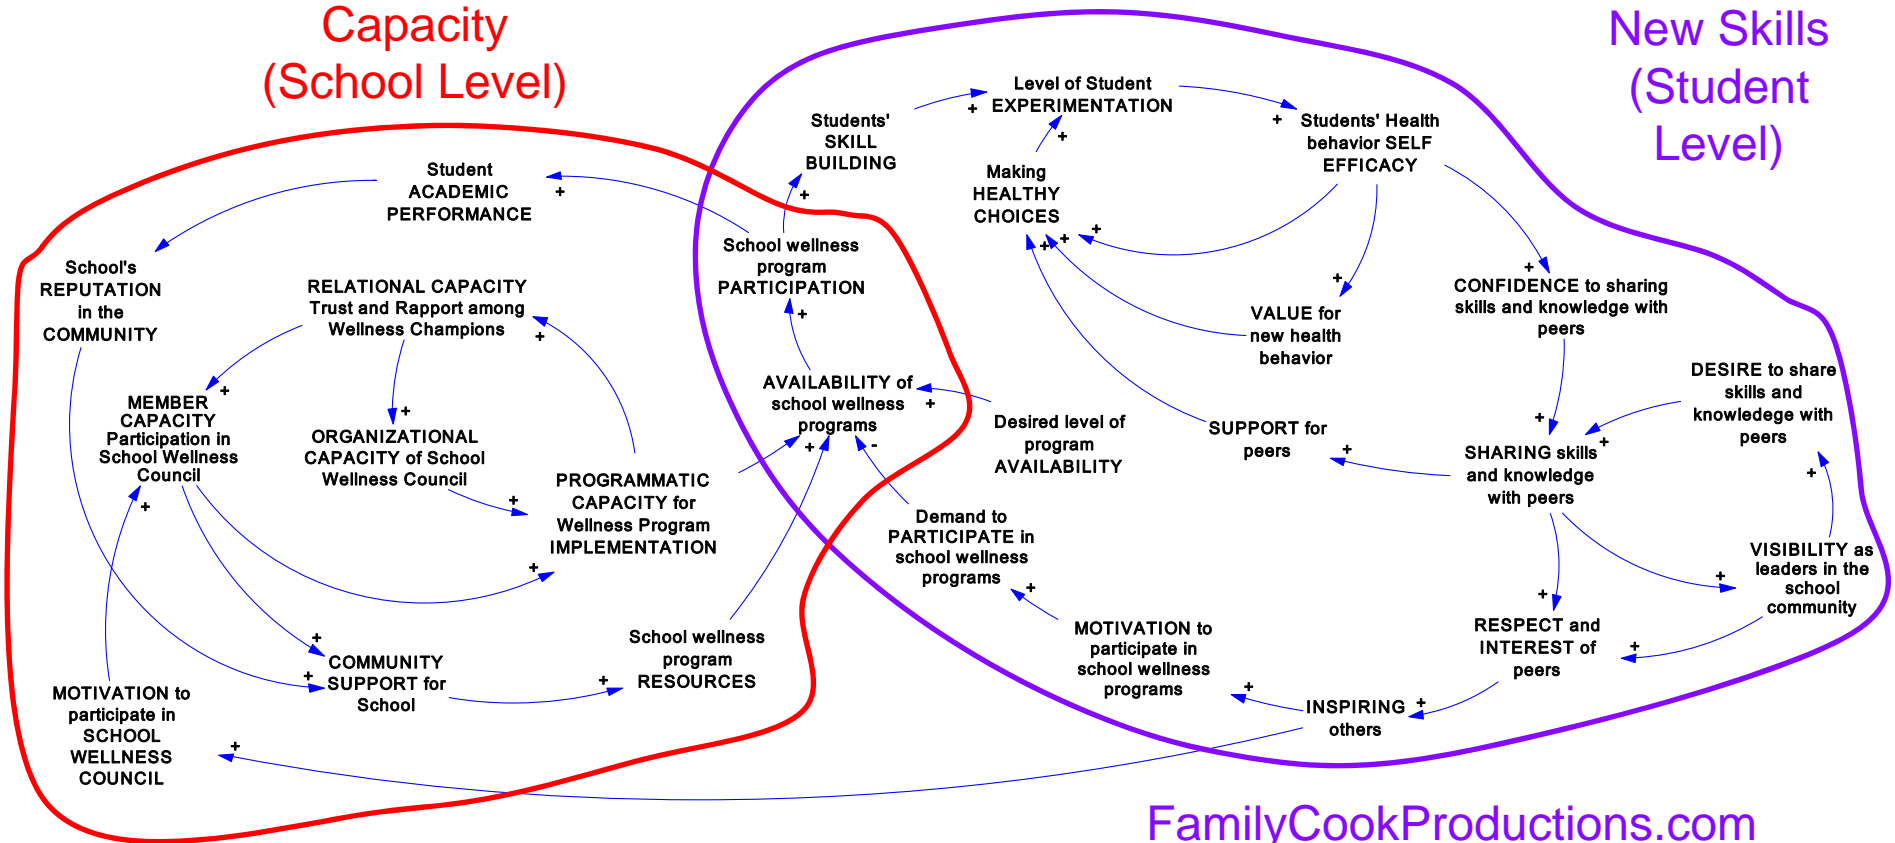 Capacity
(School Level)
New Skills
(Student
Level)
Level of Student
EXPERIMENTATION
Students'
SKILL
BUILDING
Students' Health
behavior SELF
EFFICACY
Making
HEALTHY
CHOICES
Student
ACADEMIC
PERFORMANCE
School's
REPUTATION
in the
COMMUNITY
RELATIONAL CAPACITY
Trust and Rapport among
Wellness Champions
School wellness
program
PARTICIPATION
VALUE for
new health
behavior
CONFIDENCE to sharing
skills and knowledge with
peers
MEMBER
CAPACITY
Participation in
School Wellness
Council
ORGANIZATIONAL
CAPACITY of School
Wellness Council
AVAILABILITY of
school wellness
programs
Desired level of
program
AVAILABILITY
SUPPORT for
peers
DESIRE to share
skills and
knowledege with
peers
SHARING skills
and knowledge
with peers
PROGRAMMATIC
CAPACITY for
Wellness Program
IMPLEMENTATION
Demand to
PARTICIPATE in
school wellness
programs
VISIBILITY as
leaders in the
school
community
MOTIVATION to
participate in
school wellness
programs
RESPECT and
INTEREST of
peers
School wellness
program
RESOURCES
COMMUNITY
SUPPORT for
School
MOTIVATION to
participate in
SCHOOL
WELLNESS
COUNCIL
INSPIRING
others
FamilyCookProductions.com